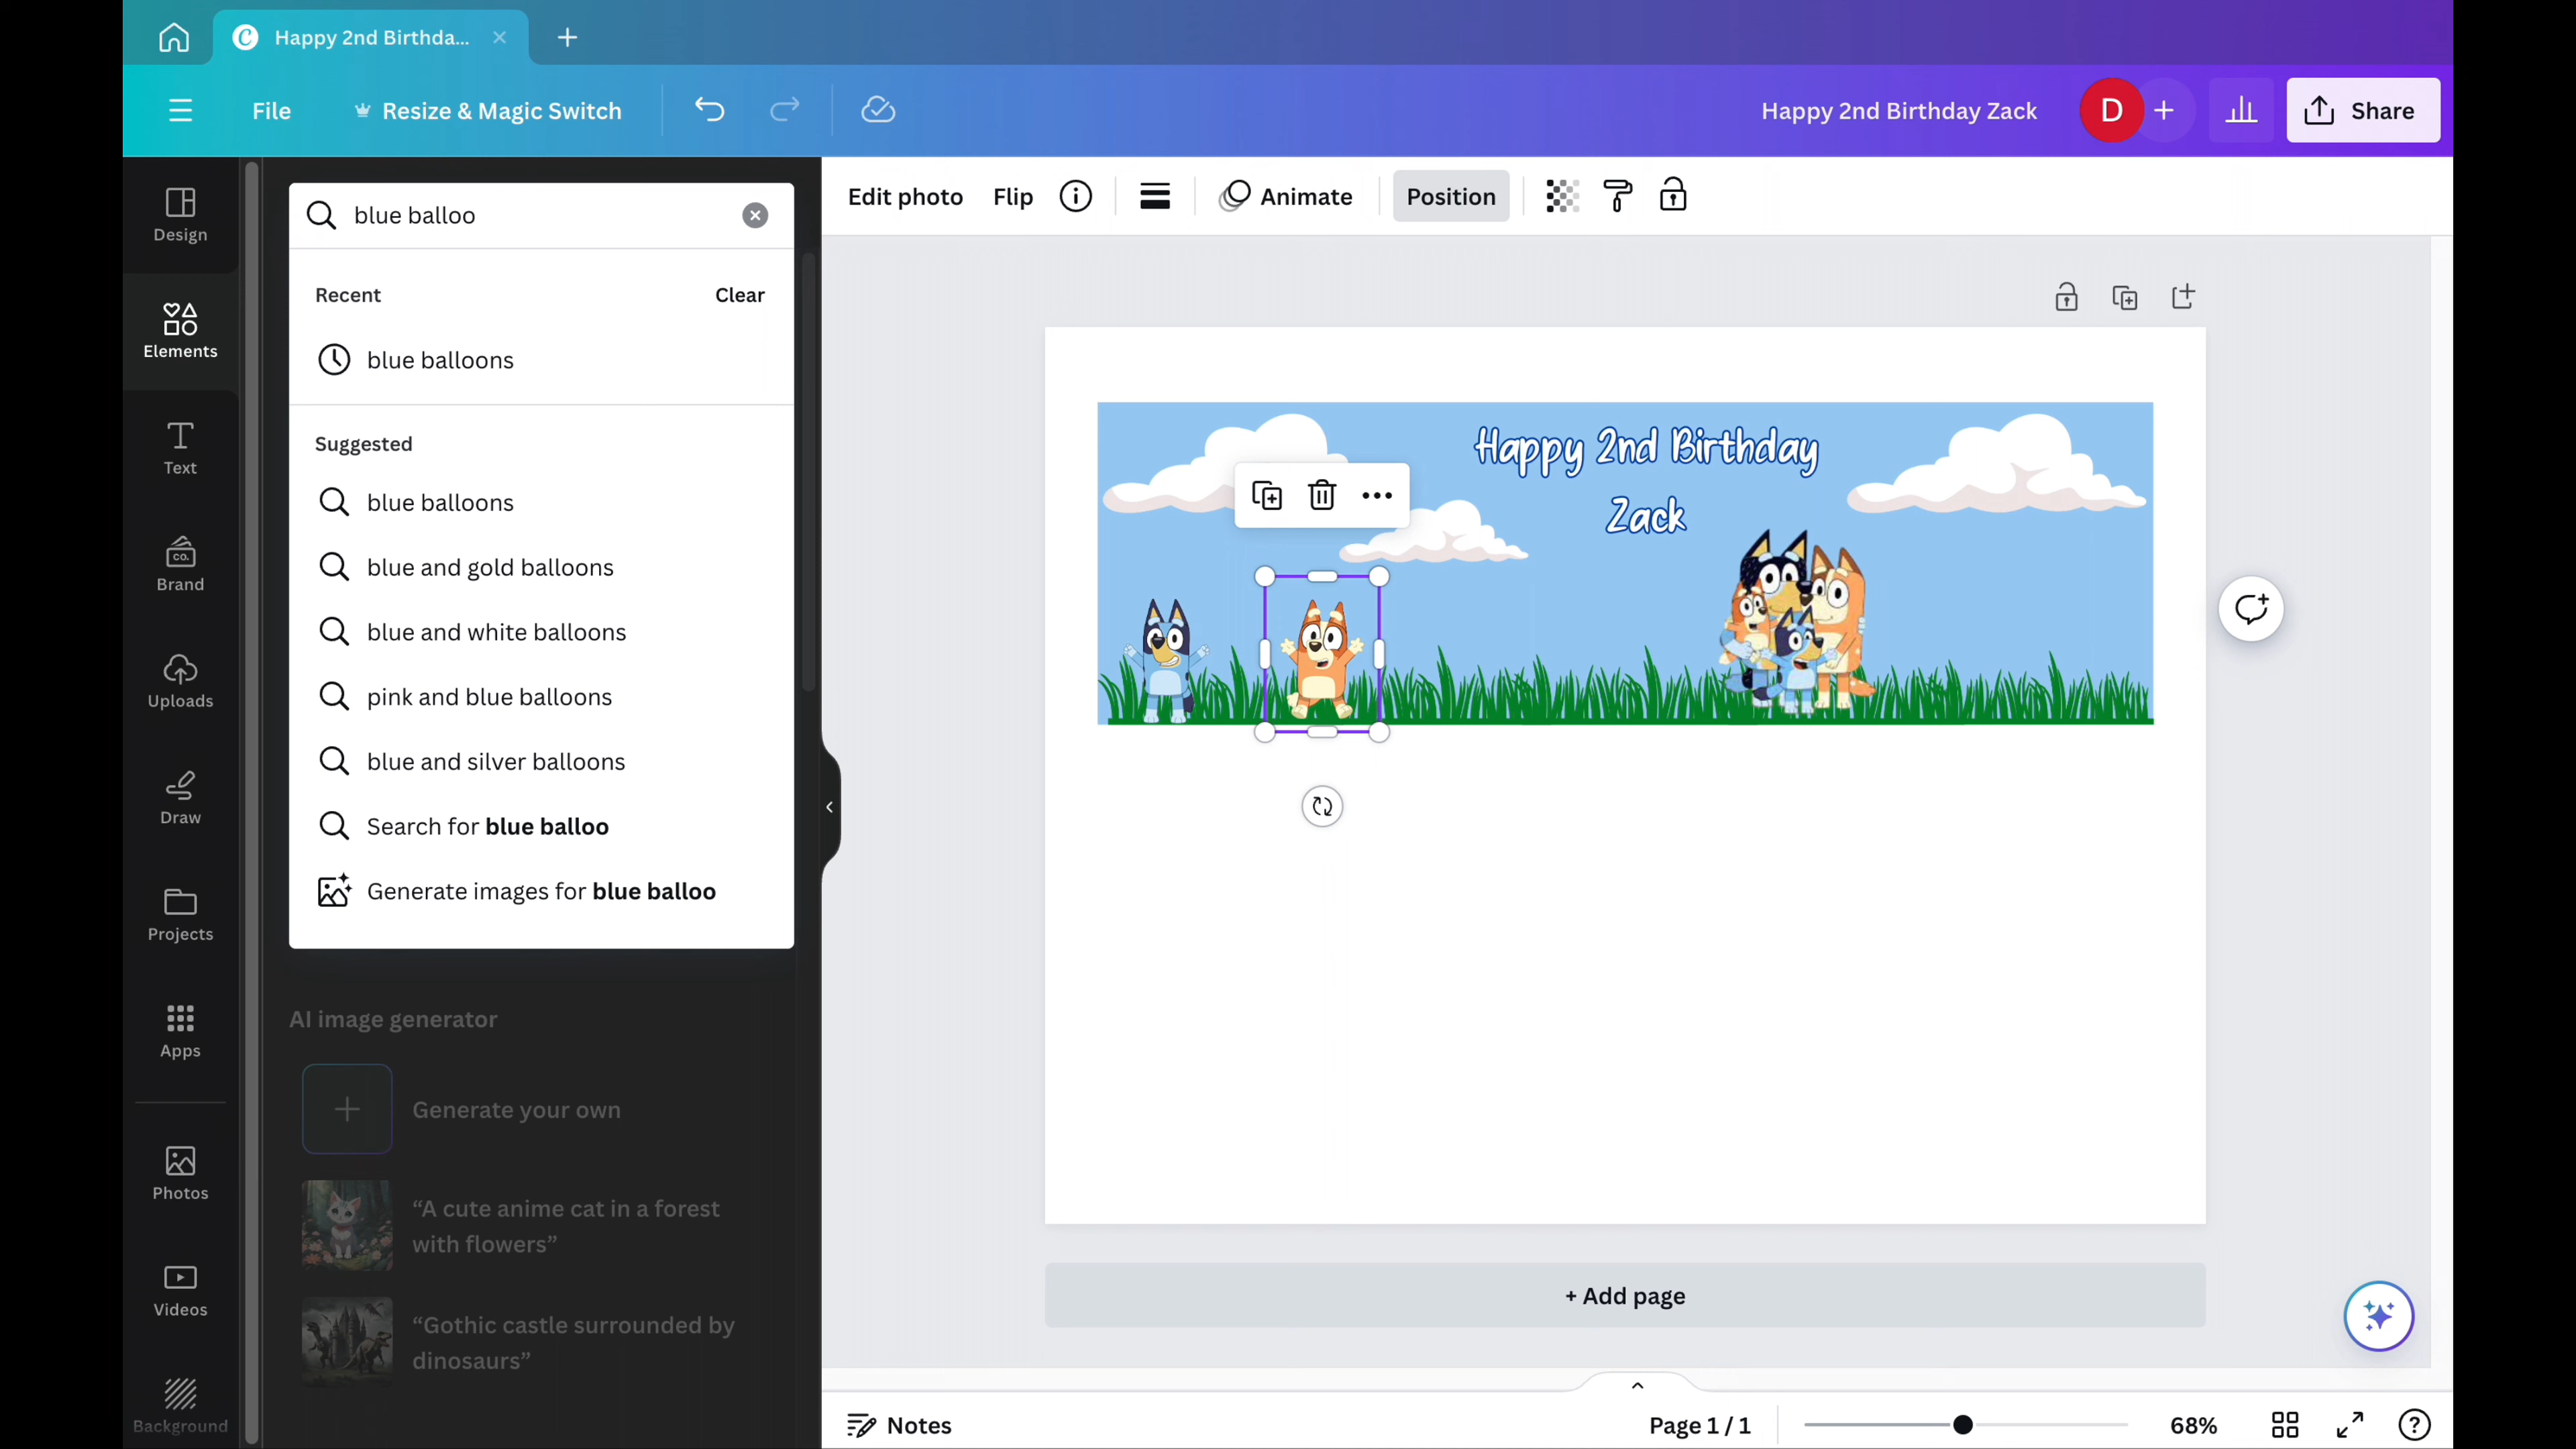 Happy 2nd Birthda...
File
Resize & Magic Switch
Happy 2nd Birthday Zack
D
Share
Design
Elements
Text
CO.
Brand
Uploads
Draw
Projects
Apps
Photos
Videos
Background
blue balloo
Recent
Clear
blue balloons
Suggested
blue balloons
blue and gold balloons
blue and white balloons
pink and blue balloons
blue and silver balloons
Search for blue balloo
Generate images for blue balloo
AI image generator
Generate your own
“A cute anime cat in a forest
with flowers”
“Gothic castle surrounded by
dinosaurs”
Edit photo
Flip
Animate
Position
Happy 2nd Birthday
Zack
+ Add page
Notes
Page 1 / 1
68%